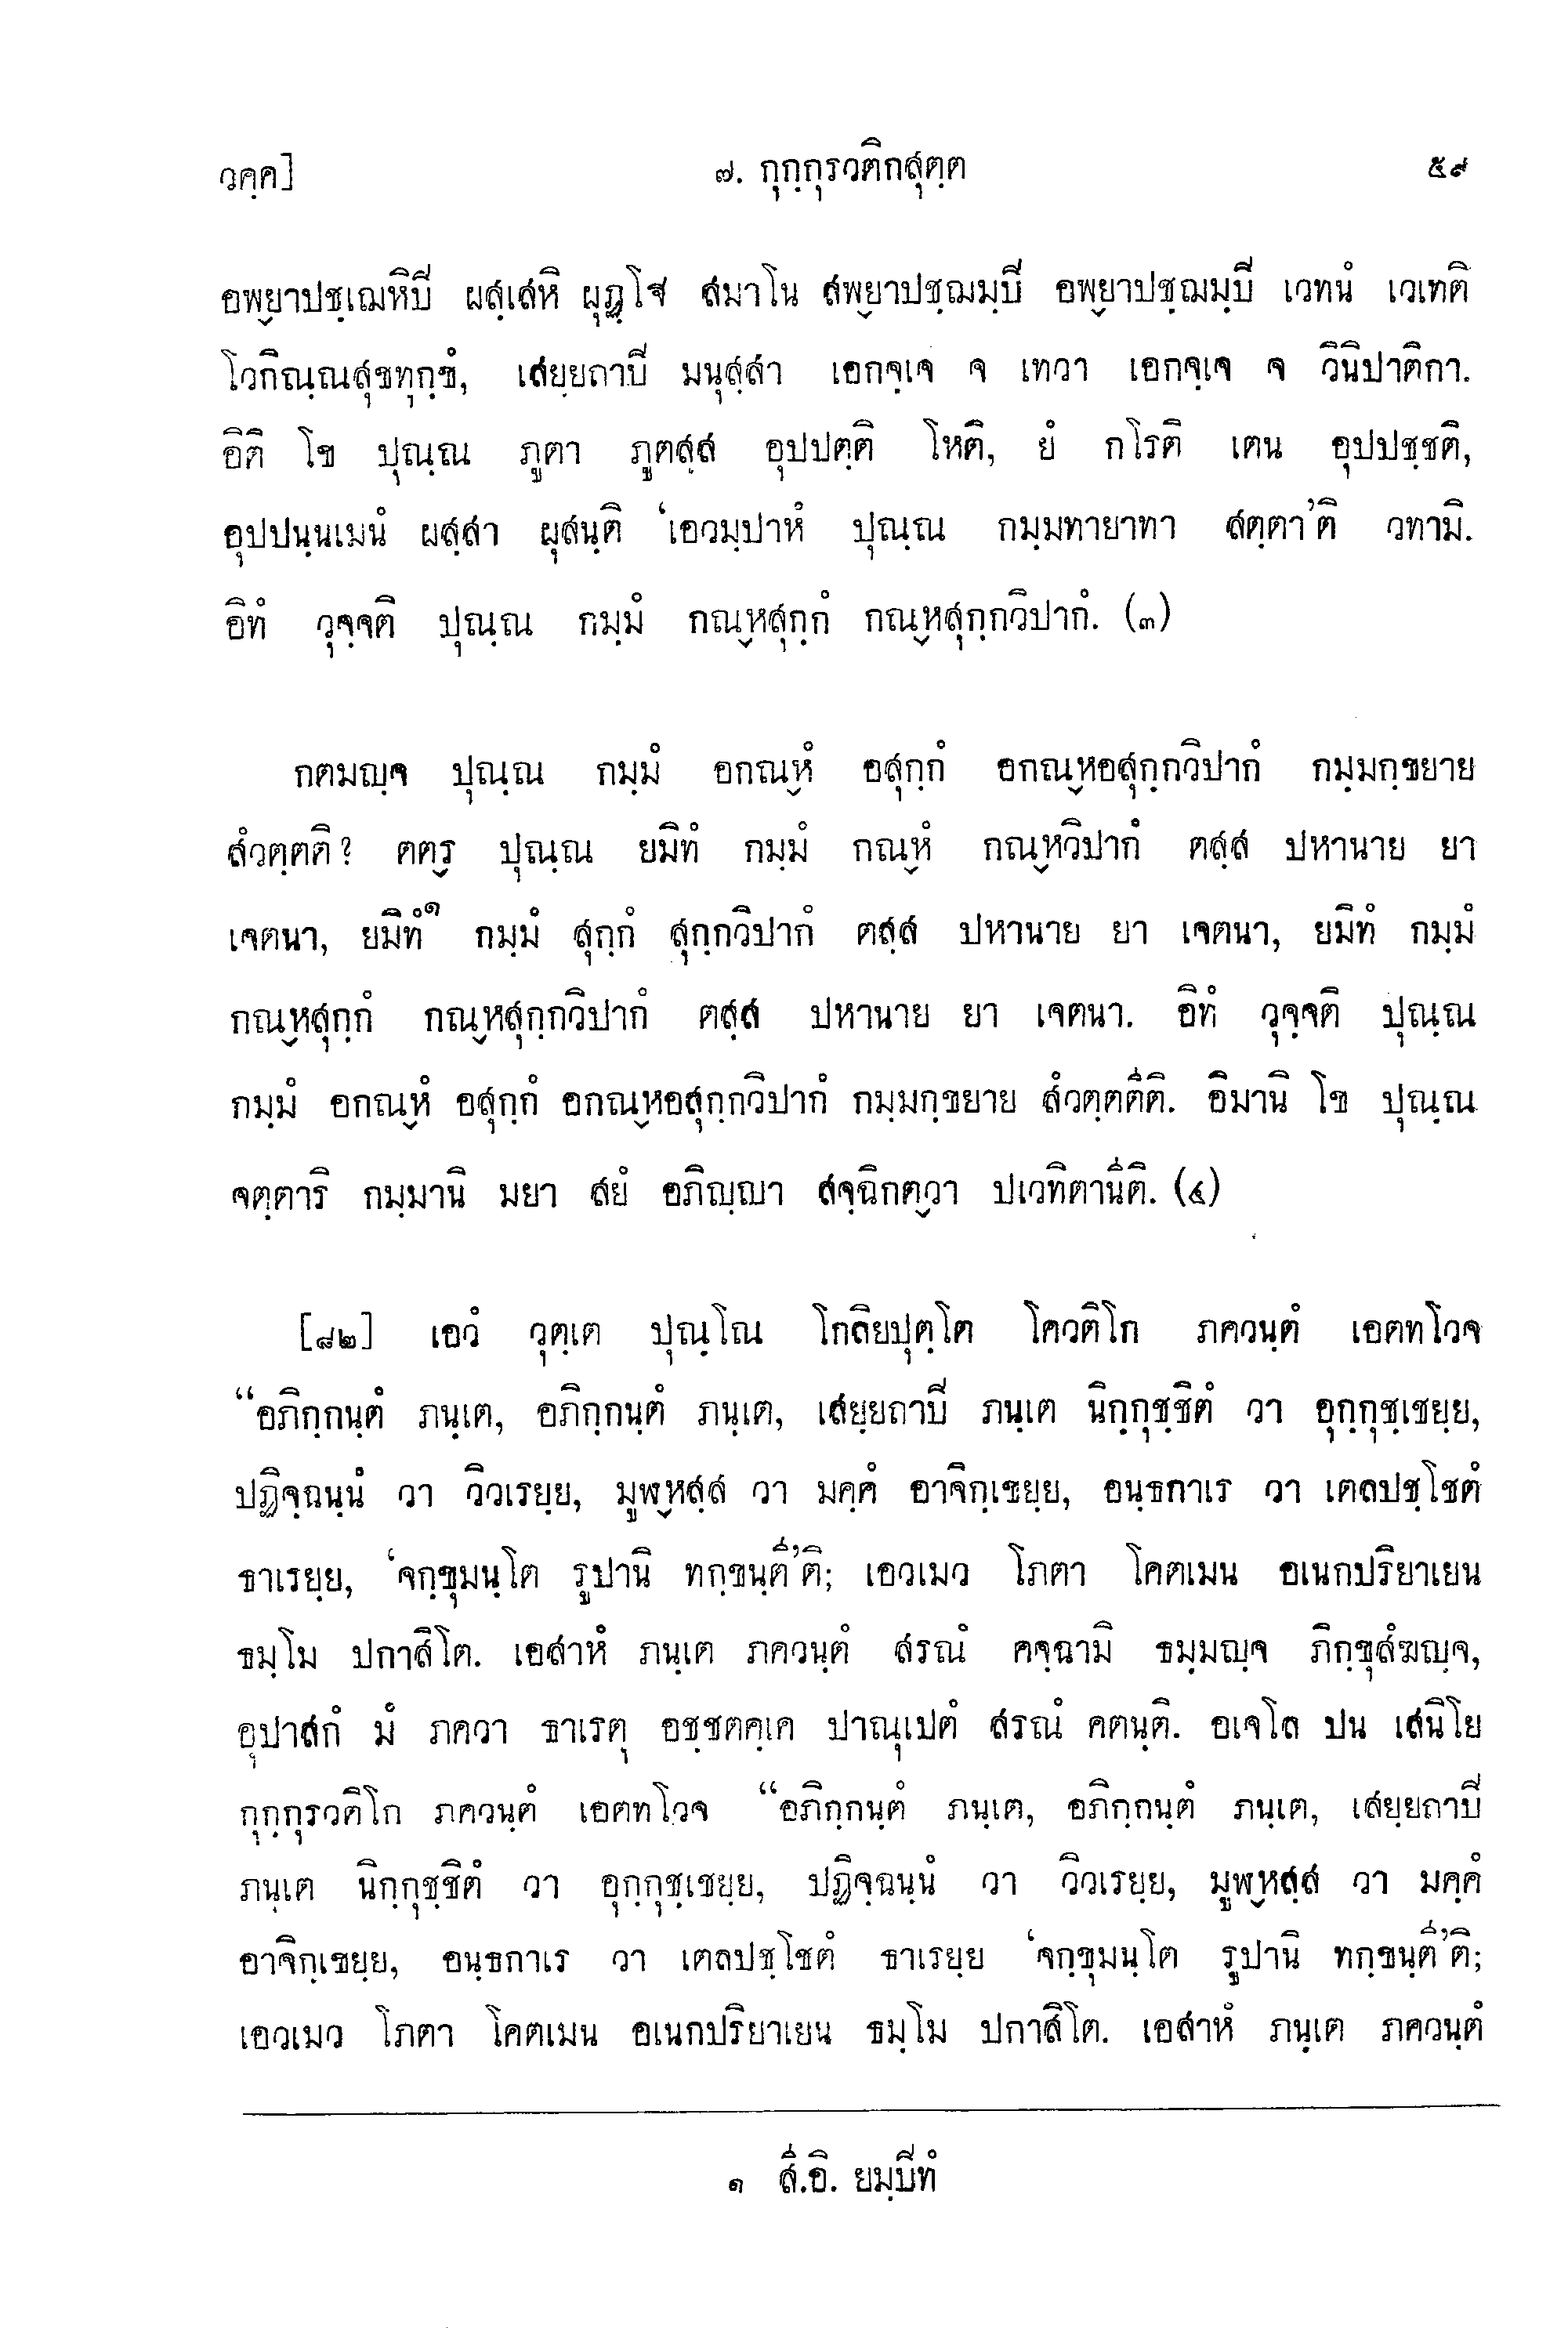 วคฺค]
๗. กุกฺกุรวติกสุตฺต
๕๙
อพฺยาปชฺเฌหิปิ ผสฺเสหิ ผุฏฺโฐ สมาโน สพฺยาปชฺฌมฺปิ อพฺยาปชฺฌมฺปิ เวทนํ เวเทติ
โวกิณฺณสุขทุกฺขํ, เสยฺยถาปิ มนุสฺสา เอกจฺเจ จ เทวา เอกจฺเจ จ วินิปาติกา.
อิติ โข ปุณฺณ ภูตา ภูตสฺส อุปปตฺติ โหติ, ยํ กโรติ เตน อุปปชฺชติ,
อุปปนฺนเมนํ ผสฺสา ผุสนฺติ ‘เอวมฺปาหํ ปุณฺณ กมฺมทายาทา สตฺตา’ติ วทามิ.
อิทํ วุจฺจติ ปุณฺณ กมฺมํ กณฺหสุกฺกํ กณฺหสุกฺกวิปากํ. (๓)
กตมญฺจ ปุณฺณ กมฺมํ อกณฺหํ อสุกฺกํ อกณฺหอสุกฺกวิปากํ กมฺมกฺขยาย
สํวตฺตติ? ตตฺร ปุณฺณ ยมิทํ กมฺมํ กณฺหํ กณฺหวิปากํ ตสฺส ปหานาย ยา
เจตนา, ยมิทํ๑ กมฺมํ สุกฺกํ สุกฺกวิปากํ ตสฺส ปหานาย ยา เจตนา, ยมิทํ กมฺมํ
กณฺหสุกฺกํ กณฺหสุกฺกวิปากํ ตสฺส ปหานาย ยา เจตนา. อิทํ วุจฺจติ ปุณฺณ
กมฺมํ อกณฺหํ อสุกฺกํ อกณฺหอสุกฺกวิปากํ กมฺมกฺขยาย สํวตฺตตีติ. อิมานิ โข ปุณฺณ
จตฺตาริ กมฺมานิ มยา สยํ อภิญฺญา สจฺฉิกตฺวา ปเวทิตานีติ. (๔)
[๘๒] เอวํ วุตฺเต ปุณฺโณ โกลิยปุตฺโต โควติโก ภควนฺตํ เอตทโวจ
“อภิกฺกนฺตํ ภนฺเต, อภิกฺกนฺตํ ภนฺเต, เสยฺยถาปิ ภนฺเต นิกฺกุชฺชิตํ วา อุกฺกุชฺเชยฺย,
ปฏิจฺฉนฺนํ วา วิวเรยฺย, มูฬฺหสฺส วา มคฺคํ อาจิกฺเขยฺย, อนฺธกาเร วา เตลปชฺโชตํ
ธาเรยฺย, ‘จกฺขุมนฺโต รูปานิ ทกฺขนฺตี’ติ; เอวเมว โภตา โคตเมน อเนกปริยาเยน
ธมฺโม ปกาสิโต. เอสาหํ ภนฺเต ภควนฺตํ สรณํ คจฺฉามิ ธมฺมญฺจ ภิกฺขุสํฆญฺจ,
อุปาสกํ มํ ภควา ธาเรตุ อชฺชตคฺเค ปาณุเปตํ สรณํ คตนฺติ. อเจโล ปน เสนิโย
กุกฺกุรวติโก ภควนฺตํ เอตทโวจ “อภิกฺกนฺตํ ภนฺเต, อภิกฺกนฺตํ ภนฺเต, เสยฺยถาปิ
ภนฺเต นิกฺกุชฺชิตํ วา อุกฺกุชฺเชยฺย, ปฏิจฺฉนฺนํ วา วิวเรยฺย, มูฬฺหสฺส วา มคฺคํ
อาจิกฺเขยฺย, อนฺธกาเร วา เตลปชฺโชตํ ธาเรยฺย ‘จกฺขุมนฺโต รูปานิ ทกฺขนฺตี’ติ;
เอวเมว โภตา โคตเมน อเนกปริยาเยน ธมฺโม ปกาสิโต. เอสาหํ ภนฺเต ภควนฺตํ
๑ สี.อิ. ยมฺปิทํ